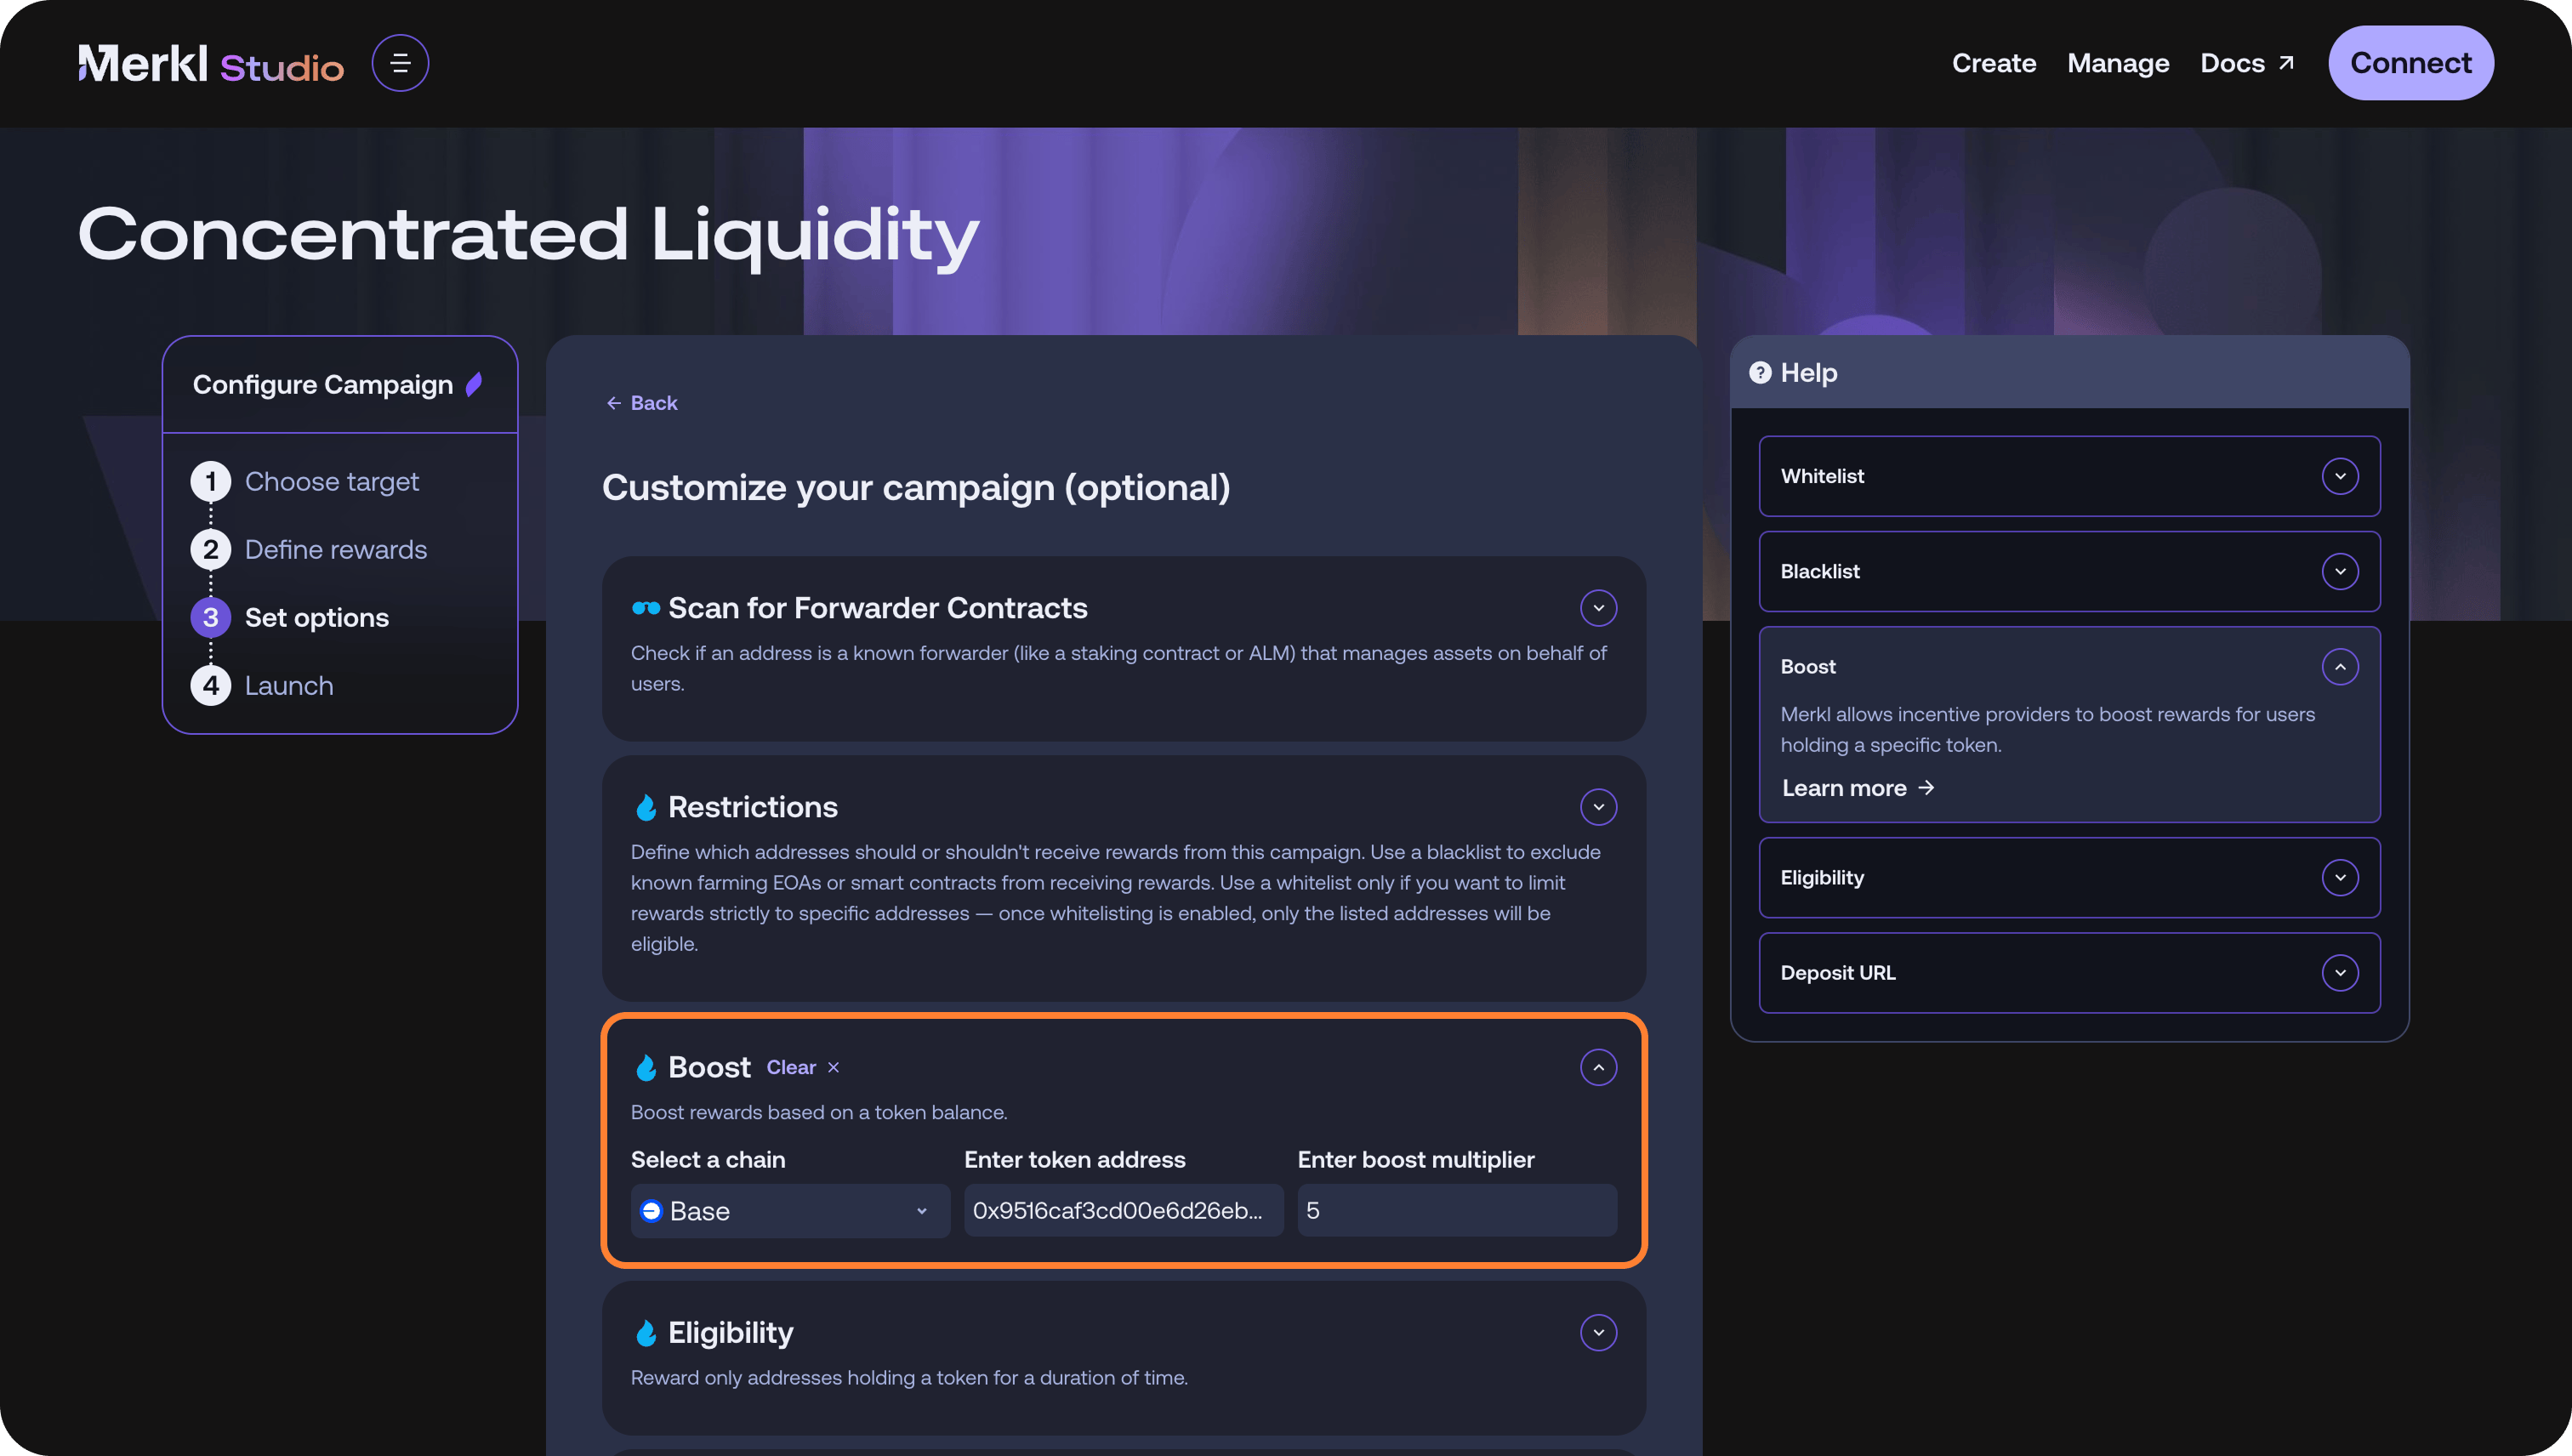 Merkl Studio
Create
Manage
Docs
Connect
Concentrated Liquidity
Configure Campaign
1 Choose target
2 Define rewards
3 Set options
4 Launch
Back
Customize your campaign (optional)
Scan for Forwarder Contracts
Check if an address is a known forwarder (like a staking contract or ALM) that manages assets on behalf of
users.
Restrictions
Define which addresses should or shouldn't receive rewards from this campaign. Use a blacklist to exclude
known farming EOAs or smart contracts from receiving rewards. Use a whitelist only if you want to limit
rewards strictly to specific addresses — once whitelisting is enabled, only the listed addresses will be
eligible.
Boost Clear
Boost rewards based on a token balance.
Select a chain
Enter token address
Enter boost multiplier
Base
0x9516caf3cd00e6d26eb...
5
Eligibility
Reward only addresses holding a token for a duration of time.
? Help
Whitelist
Blacklist
Boost
Merkl allows incentive providers to boost rewards for users
holding a specific token.
Learn more
Eligibility
Deposit URL